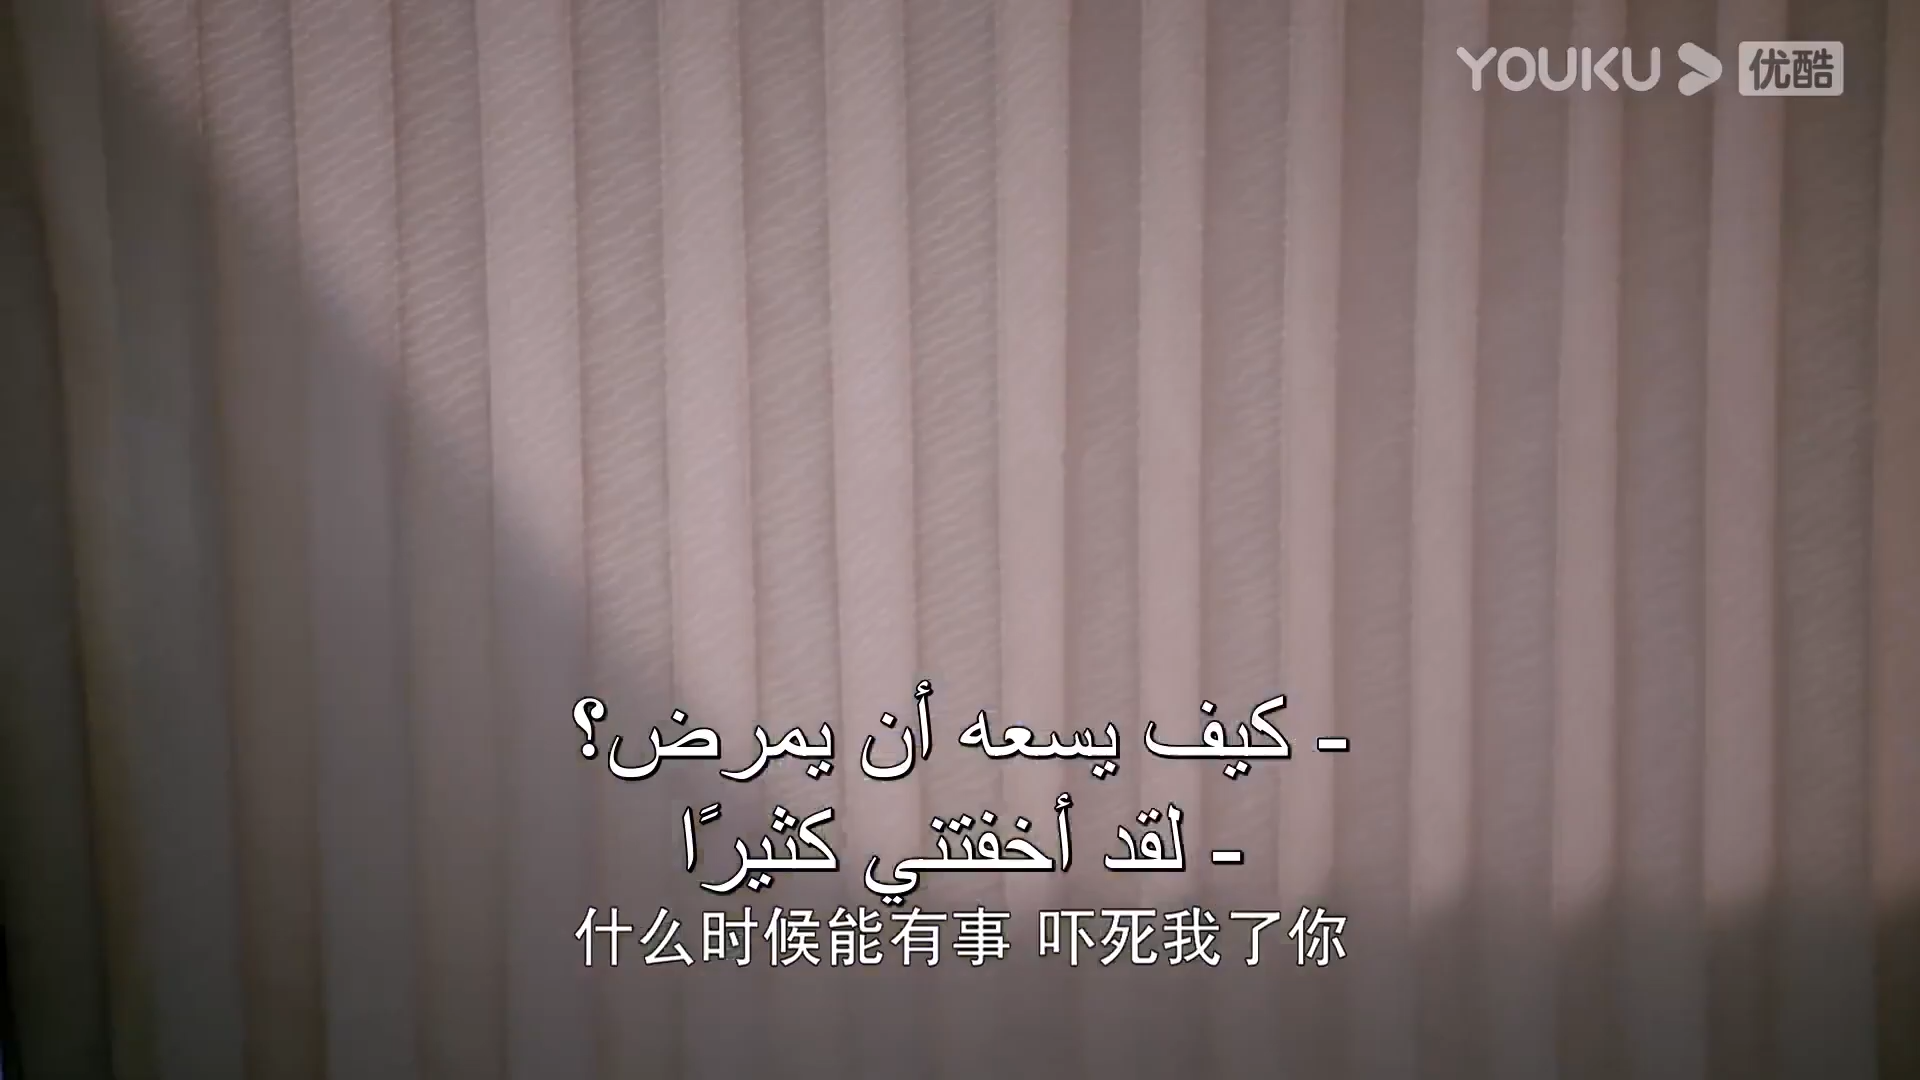 YOUKU 优酷
- كيف يسعه أن يمرض؟
- لقد أخفتني كثيرًا
什么时候能有事 吓死我了你